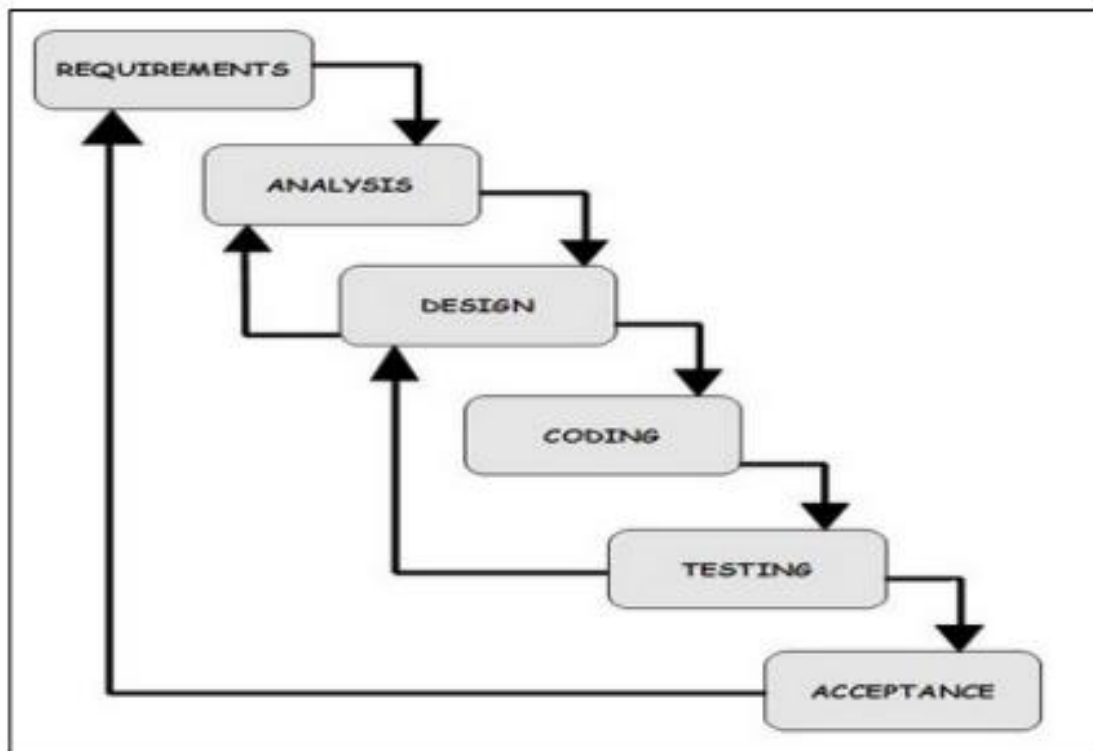 REQUIREMENTS
ANALYSIS
DESIGN
CODING
TESTING
ACCEPTANCE